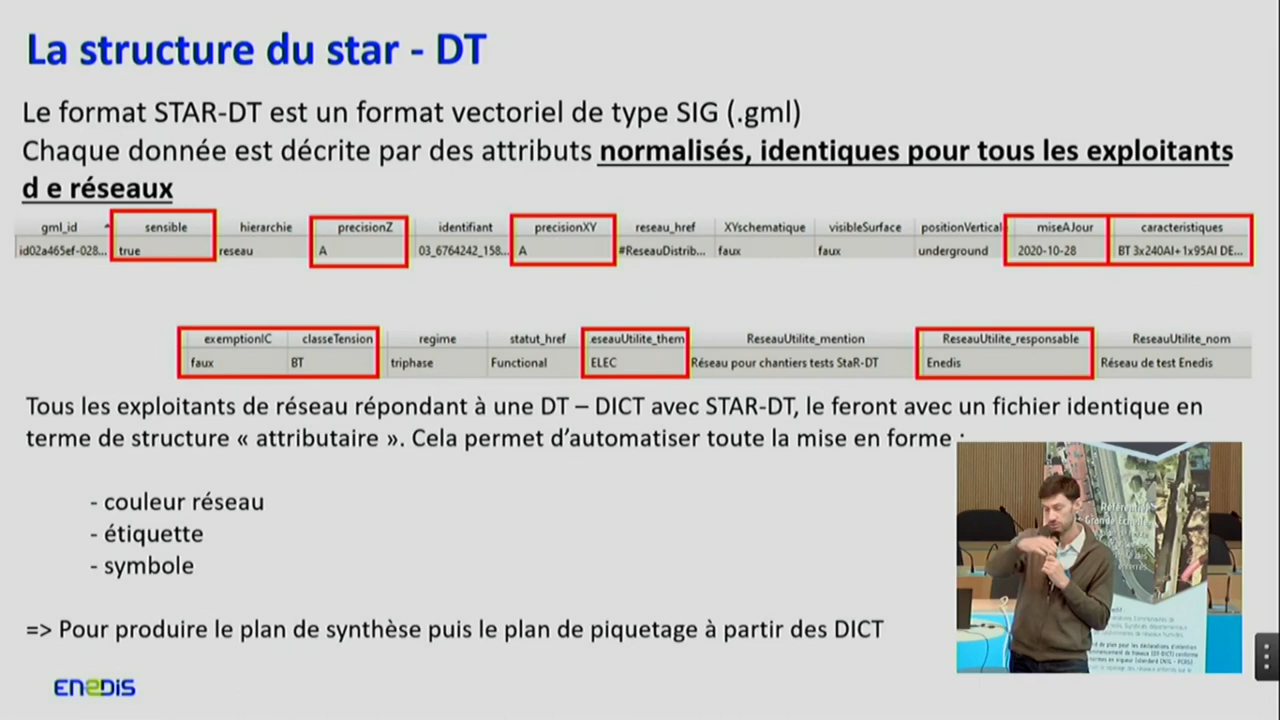 La structure du star - DT
Le format STAR-DT est un format vectoriel de type SIG (.gml)
Chaque donnée est décrite par des attributs normalisés, identiques pour tous les exploitants
d e réseaux
gml_id sensible hierarchie precisionZ identifiant precisionXY reseau_href XYschematique visibleSurface positionVertical miseAJour caracteristiques
id02a465ef-028... true reseau A 03_6764242_158... A #ReseauDistrib... faux faux underground 2020-10-28 BT 3x240Al+ 1x95Al DE...
exemptionIC classeTension regime statut_href .eseauUtilite_them ReseauUtilite_mention ReseauUtilite_responsable ReseauUtilite_nom
faux BT triphase Functional ELEC Réseau pour chantiers tests StaR-DT Enedis Réseau de test Enedis
Tous les exploitants de réseau répondant à une DT – DICT avec STAR-DT, le feront avec un fichier identique en
terme de structure « attributaire ». Cela permet d’automatiser toute la mise en forme :
- couleur réseau
- étiquette
- symbole
=> Pour produire le plan de synthèse puis le plan de piquetage à partir des DICT
ENEDIS